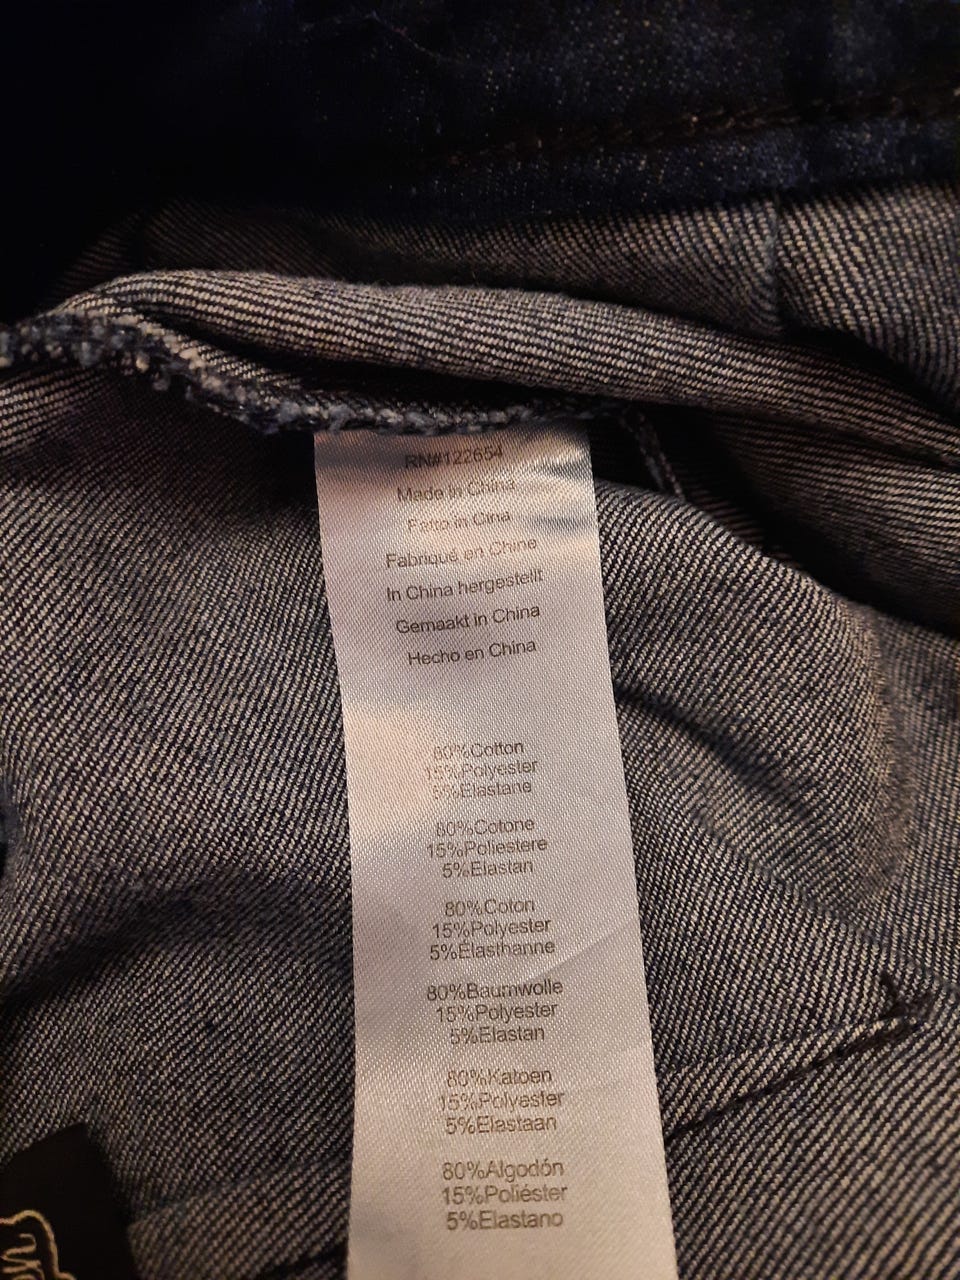 RN#122654
Made in China
Fatto in Cina
Fabriqué en Chine
In China hergestellt
Gemaakt in China
Hecho en China
80%Cotton
15%Polyester
5%Elastane
80%Cotone
15%Poliestere
5%Elastan
80%Coton
15%Polyester
5%Élasthanne
80%Baumwolle
15%Polyester
5%Elastan
80%Katoen
15%Polyester
5%Elastaan
80%Algodón
15%Poliéster
5%Elastano